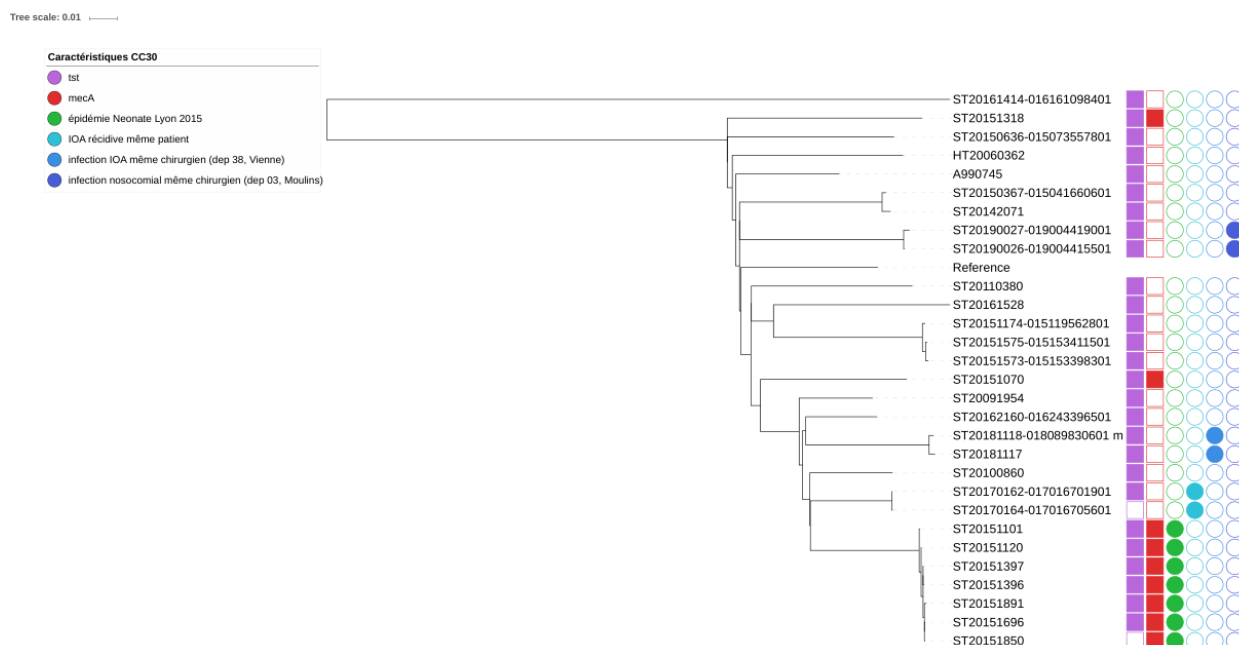 Tree scale: 0.01
Caractéristiques CC30
tst
mecA
épidémie Neonate Lyon 2015
IOA récidive même patient
infection IOA même chirurgien (dep 38, Vienne)
infection nosocomial même chirurgien (dep 03, Moulins)
ST20161414-016161098401
ST20151318
ST20150636-015073557801
HT20060362
A990745
ST20150367-015041660601
ST20142071
ST20190027-019004419001
ST20190026-019004415501
Reference
ST20110380
ST20161528
ST20151174-015119562801
ST20151575-015153411501
ST20151573-015153398301
ST20151070
ST20091954
ST20162160-016243396501
ST20181118-018089830601 m
ST20181117
ST20100860
ST20170162-017016701901
ST20170164-017016705601
ST20151101
ST20151120
ST20151397
ST20151396
ST20151891
ST20151696
ST20151850